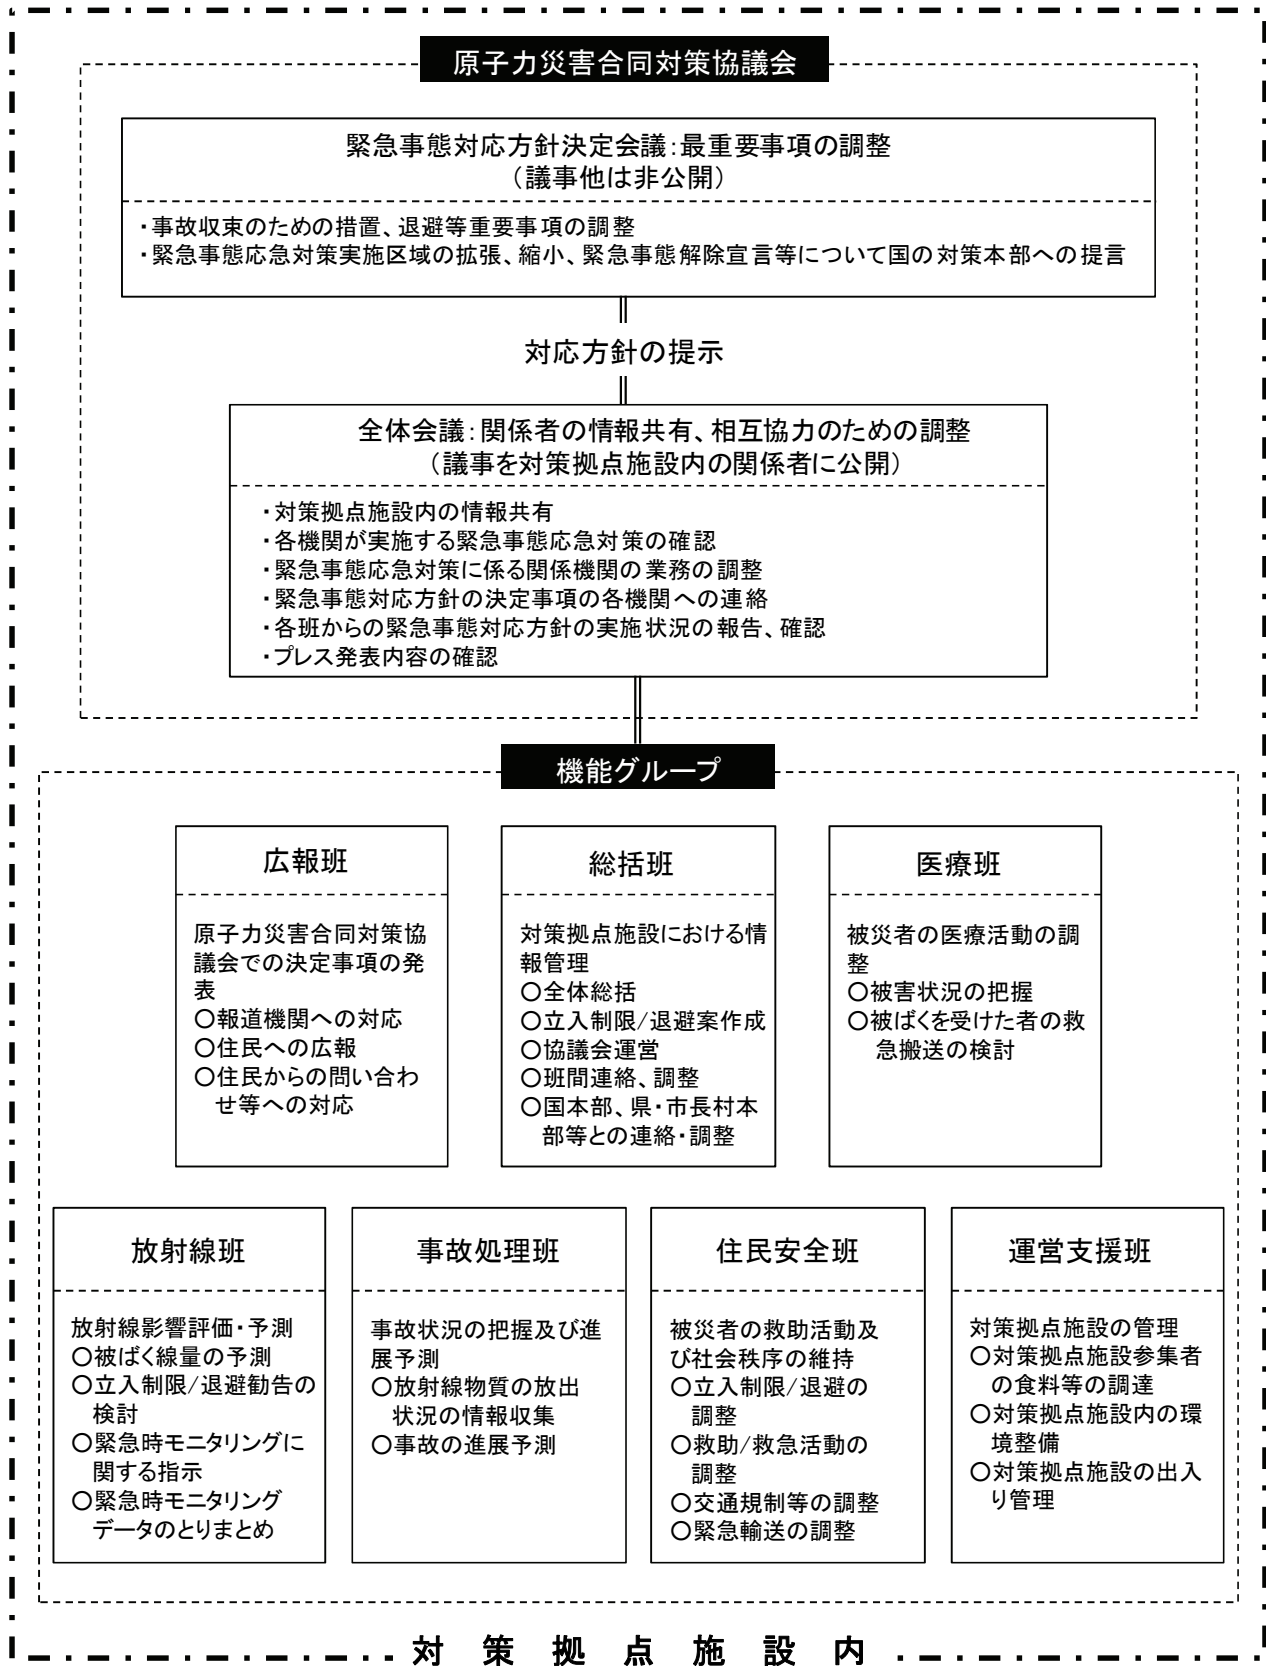 原子力災害合同対策協議会
緊急事態対応方針決定会議：最重要事項の調整
（議事他は非公開）
・事故収束のための措置、退避等重要事項の調整
・緊急事態応急対策実施区域の拡張、縮小、緊急事態解除宣言等について国の対策本部への提言
対応方針の提示
全体会議：関係者の情報共有、相互協力のための調整
（議事を対策拠点施設内の関係者に公開）
・対策拠点施設内の情報共有
・各機関が実施する緊急事態応急対策の確認
・緊急事態応急対策に係る関係機関の業務の調整
・緊急事態対応方針の決定事項の各機関への連絡
・各班からの緊急事態対応方針の実施状況の報告、確認
・プレス発表内容の確認
機能グループ
広報班
原子力災害合同対策協
議会での決定事項の発
表
○報道機関への対応
○住民への広報
○住民からの問い合わ
せ等への対応
総括班
対策拠点施設における情
報管理
○全体総括
○立入制限/退避案作成
○協議会運営
○班間連絡、調整
○国本部、県・市長村本
部等との連絡・調整
医療班
被災者の医療活動の調
整
○被害状況の把握
○被ばくを受けた者の救
急搬送の検討
放射線班
放射線影響評価・予測
○被ばく線量の予測
○立入制限/退避勧告の
検討
○緊急時モニタリングに
関する指示
○緊急時モニタリング
データのとりまとめ
事故処理班
事故状況の把握及び進
展予測
○放射線物質の放出
状況の情報収集
○事故の進展予測
住民安全班
被災者の救助活動及
び社会秩序の維持
○立入制限/退避の
調整
○救助/救急活動の
調整
○交通規制等の調整
○緊急輸送の調整
運営支援班
対策拠点施設の管理
○対策拠点施設参集者
の食料等の調達
○対策拠点施設内の環
境整備
○対策拠点施設の出入
り管理
対策拠点施設内